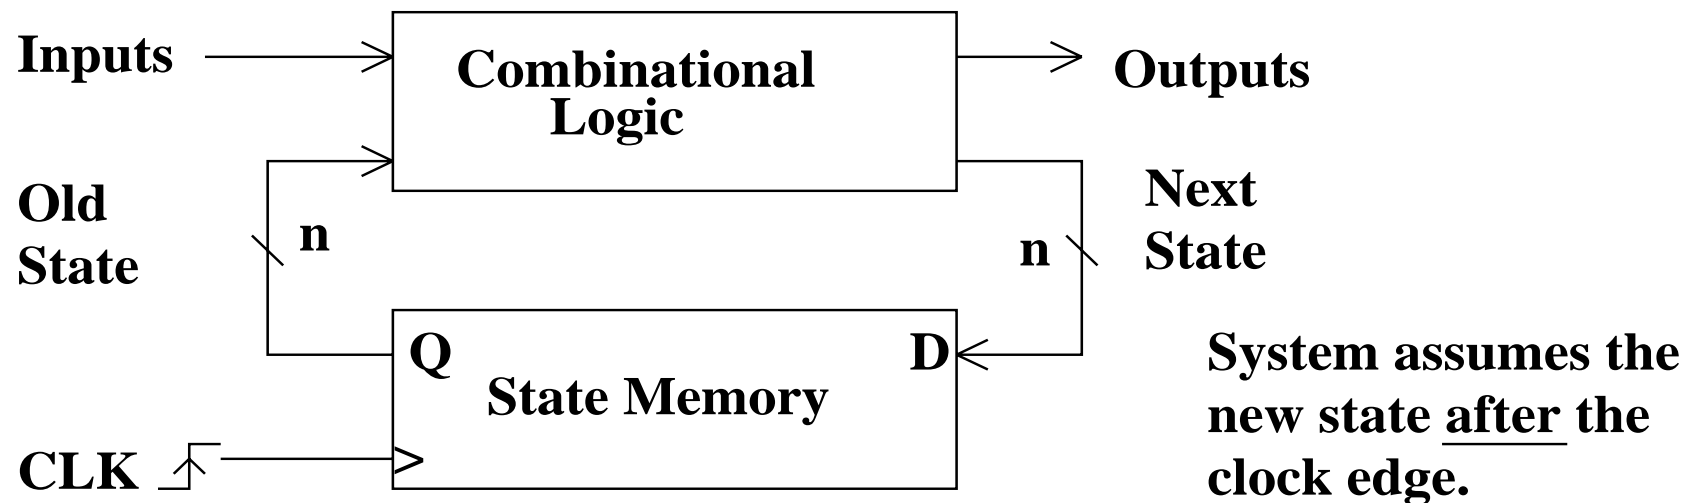 Inputs
Combinational
Logic
Outputs
Old
State
n
n
Next
State
Q
D
State Memory
CLK
>
System assumes the
new state after the
clock edge.